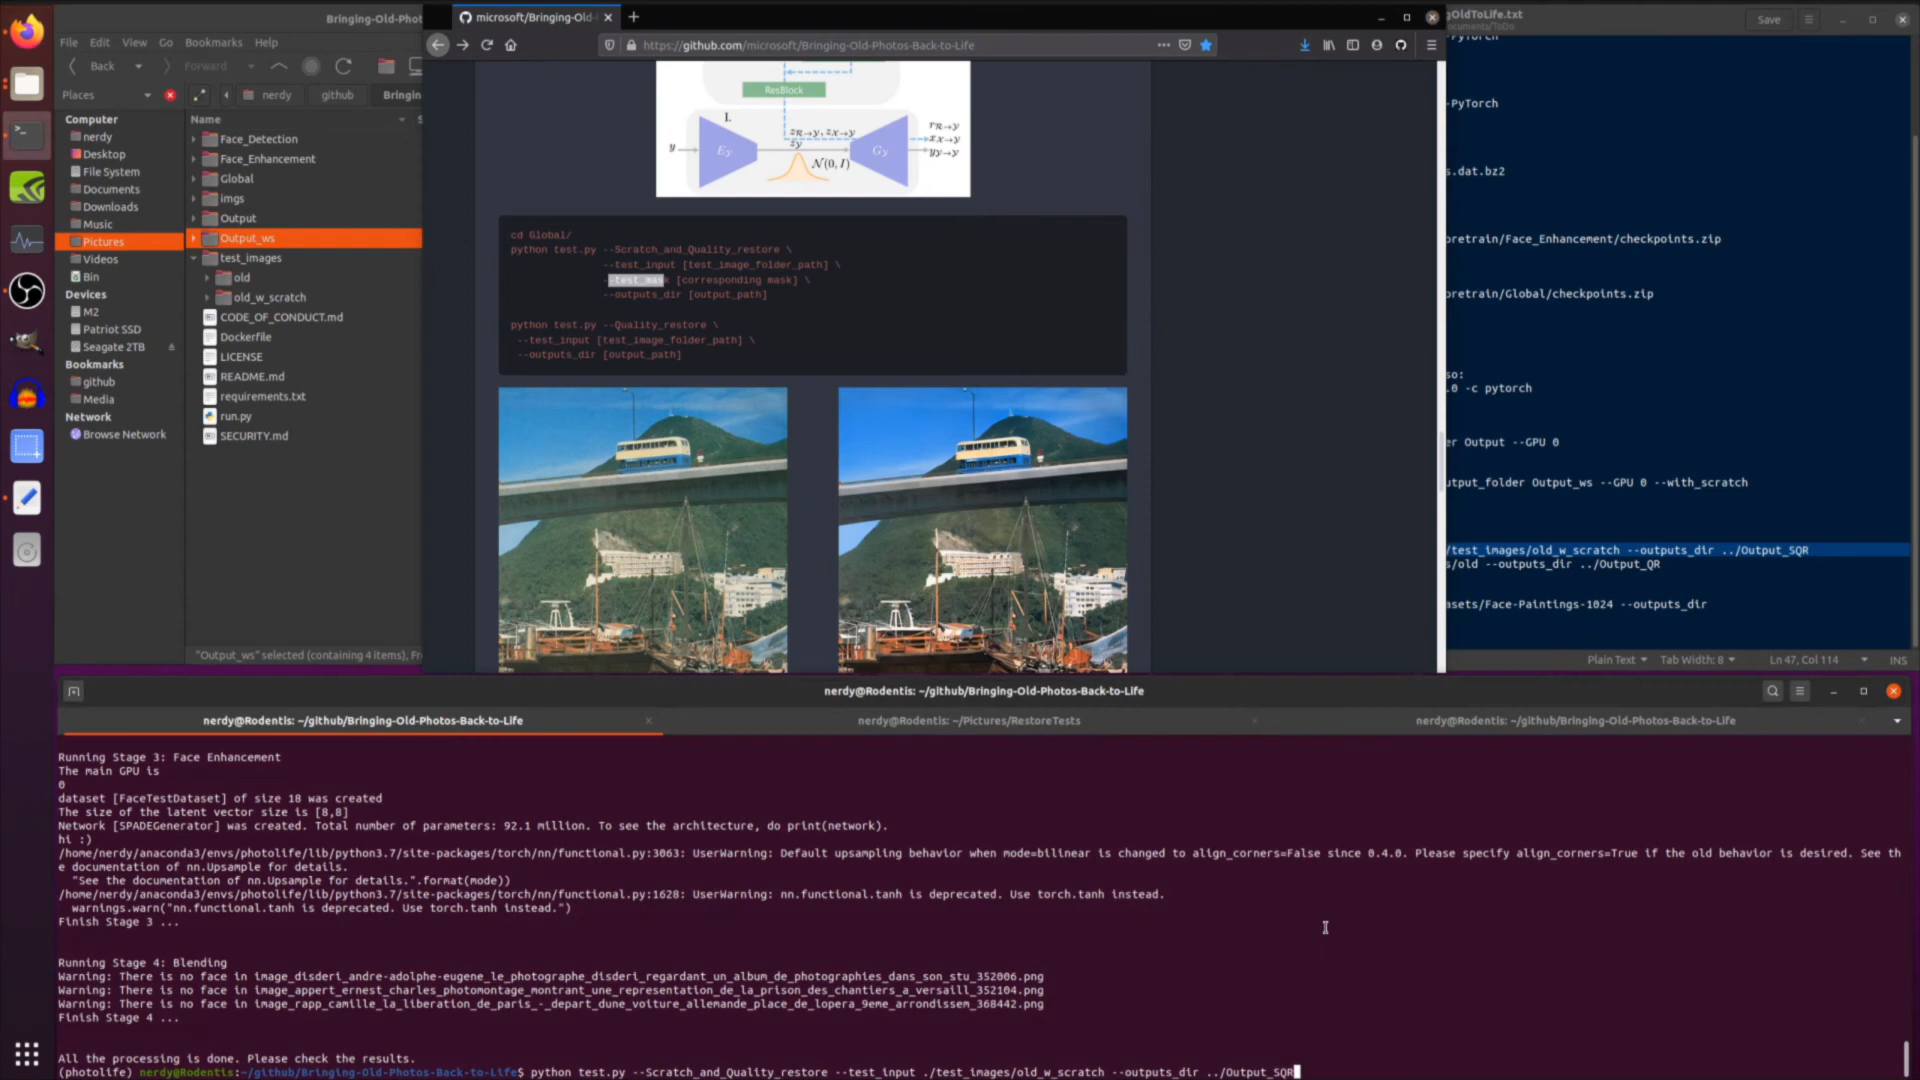 Bringing-Old-Phot
File Edit View Go Bookmarks Help
Back Forward
Places nerdy github Bringin
Computer
nerdy
Desktop
File System
Documents
Downloads
Music
Pictures
Videos
Bin
Devices
M2
Patriot SSD
Seagate 2TB
Bookmarks
github
Media
Network
Browse Network
Name
Face_Detection
Face_Enhancement
Global
imgs
Output
Output_ws
test_images
old
old_w_scratch
CODE_OF_CONDUCT.md
Dockerfile
LICENSE
README.md
requirements.txt
run.py
SECURITY.md
"Output_ws" selected (containing 4 items), Fr
microsoft/Bringing-Old-
https://github.com/microsoft/Bringing-Old-Photos-Back-to-Life
ResBlock
I.
y Ey zR→y, zX→y zy N(0, I) Gy rR→y
xX→y
yy→y
cd Global/
python test.py --Scratch_and_Quality_restore \
--test_input [test_image_folder_path] \
--test_mask [corresponding mask] \
--outputs_dir [output_path]
python test.py --Quality_restore \
--test_input [test_image_folder_path] \
--outputs_dir [output_path]
gOldToLife.txt
Save
-PyTorch
s.dat.bz2
retrain/Face_Enhancement/checkpoints.zip
retrain/Global/checkpoints.zip
so:
.0 -c pytorch
er Output --GPU 0
utput_folder Output_ws --GPU 0 --with_scratch
/test_images/old_w_scratch --outputs_dir ../Output_SQR
s/old --outputs_dir ../Output_QR
asets/Face-Paintings-1024 --outputs_dir
Plain Text Tab Width: 8 Ln 47, Col 114 INS
nerdy@Rodentis: ~/github/Bringing-Old-Photos-Back-to-Life
nerdy@Rodentis: ~/github/Bringing-Old-Photos-Back-to-Life nerdy@Rodentis: ~/Pictures/RestoreTests nerdy@Rodentis: ~/github/Bringing-Old-Photos-Back-to-Life
Running Stage 3: Face Enhancement
The main GPU is
0
dataset [FaceTestDataset] of size 18 was created
The size of the latent vector size is [8,8]
Network [SPADEGenerator] was created. Total number of parameters: 92.1 million. To see the architecture, do print(network).
hi :)
/home/nerdy/anaconda3/envs/photolife/lib/python3.7/site-packages/torch/nn/functional.py:3063: UserWarning: Default upsampling behavior when mode=bilinear is changed to align_corners=False since 0.4.0. Please specify align_corners=True if the old behavior is desired. See th
e documentation of nn.Upsample for details.
"See the documentation of nn.Upsample for details.".format(mode))
/home/nerdy/anaconda3/envs/photolife/lib/python3.7/site-packages/torch/nn/functional.py:1628: UserWarning: nn.functional.tanh is deprecated. Use torch.tanh instead.
warnings.warn("nn.functional.tanh is deprecated. Use torch.tanh instead.")
Finish Stage 3 ...
Running Stage 4: Blending
Warning: There is no face in image_disderi_andre-adolphe-eugene_le_photographe_disderi_regardant_un_album_de_photographies_dans_son_stu_352006.png
Warning: There is no face in image_appert_ernest_charles_photomontage_montrant_une_representation_de_la_prison_des_chantiers_a_versaill_352104.png
Warning: There is no face in image_rapp_camille_la_liberation_de_paris_-_depart_dune_voiture_allemande_place_de_lopera_9eme_arrondissem_368442.png
Finish Stage 4 ...
All the processing is done. Please check the results.
(photolife) nerdy@Rodentis:~/github/Bringing-Old-Photos-Back-to-Life$ python test.py --Scratch_and_Quality_restore --test_input ./test_images/old_w_scratch --outputs_dir ../Output_SQR